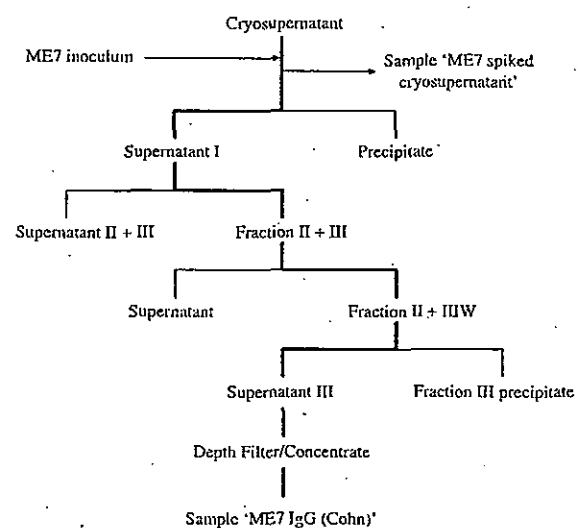 Cryosupernatant
ME7 inoculum
Sample 'ME7 spiked
cryosupernatant'
Supernatant I
Precipitate
Supernatant II + III
Fraction II + III
Supernatant
Fraction II + IIIW
Supernatant III
Fraction III precipitate
Depth Filter/Concentrate
Sample 'ME7 IgG (Cohn)'